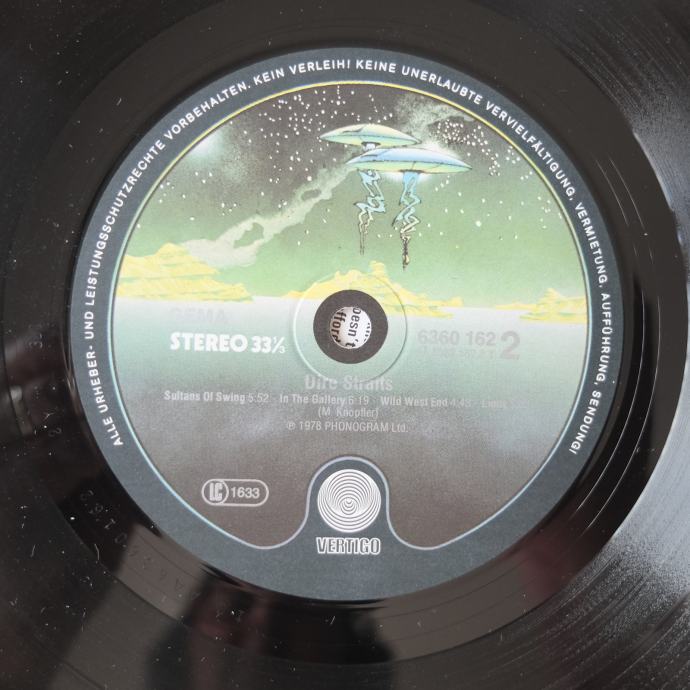 ALLE URHEBER- UND LEISTUNGSSCHUTZRECHTE VORBEHALTEN. KEIN VERLEIH! KEINE UNERLAUBTE VERVIELFÄLTIGUNG, VERMIETUNG, AUFFÜHRUNG, SENDUNG!
GEMA
STEREO 33⅓
6360 162 2
oesn't
Dire Straits
Sultans Of Swing 5:52 · In The Gallery 6:19 · Wild West End 4:43 ·
(M. Knopfler)
℗ 1978 PHONOGRAM Ltd.
LC 1633
VERTIGO